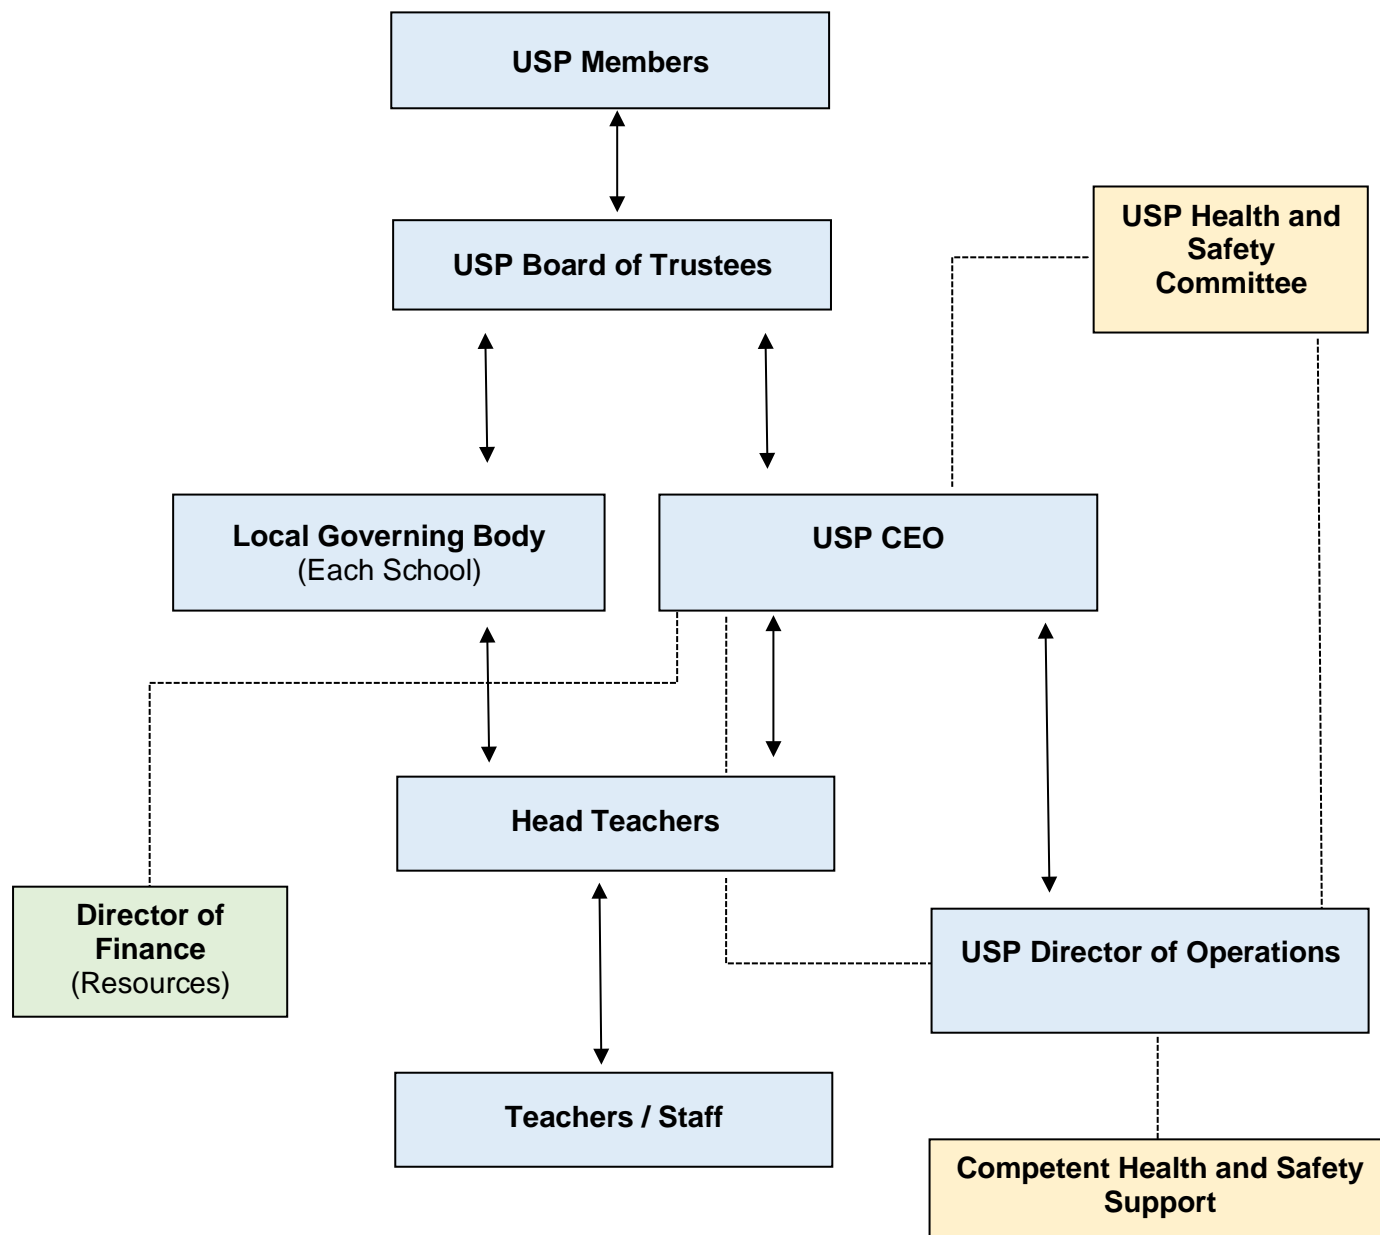 USP Members
USP Health and
Safety
Committee
USP Board of Trustees
Local Governing Body
(Each School)
USP CEO
Head Teachers
Director of
Finance
(Resources)
USP Director of Operations
Teachers / Staff
Competent Health and Safety
Support